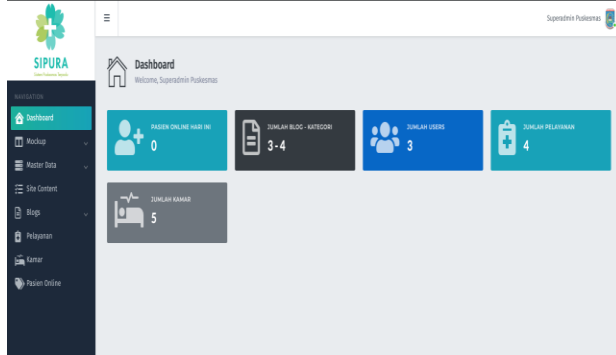 SIPURA
Superadmin Puskesmas
NAVIGATION
Dashboard
Mockup
Master Data
Site Content
Blogs
Pelayanan
Kamar
Pasien Online
Dashboard
Welcome, Superadmin Puskesmas
PASIEN ONLINE HARI INI
0
JUMLAH BLOG - KATEGORI
3 - 4
JUMLAH USERS
3
JUMLAH PELAYANAN
4
JUMLAH KAMAR
5